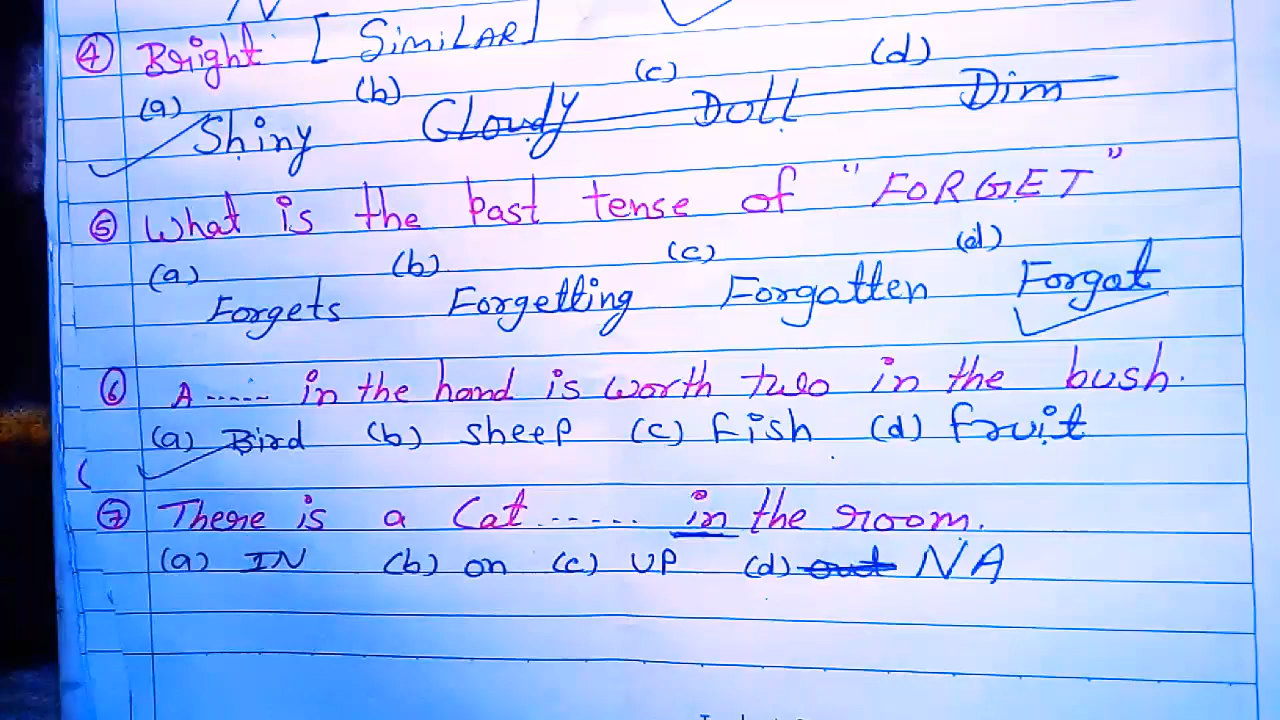 ④ Bright [SimiLAR]
(a) Shiny (b) Cloudy (c) Doll (d) Dim
⑤ What is the past tense of "FORGET"
(a) Forgets (b) Forgetting (c) Forgotten (d) Forgot
⑥ A ...... in the hand is worth two in the bush.
(a) Bird (b) sheep (c) Fish (d) fruit
⑦ There is a Cat ...... in the room.
(a) IN (b) on (c) UP (d) out NA